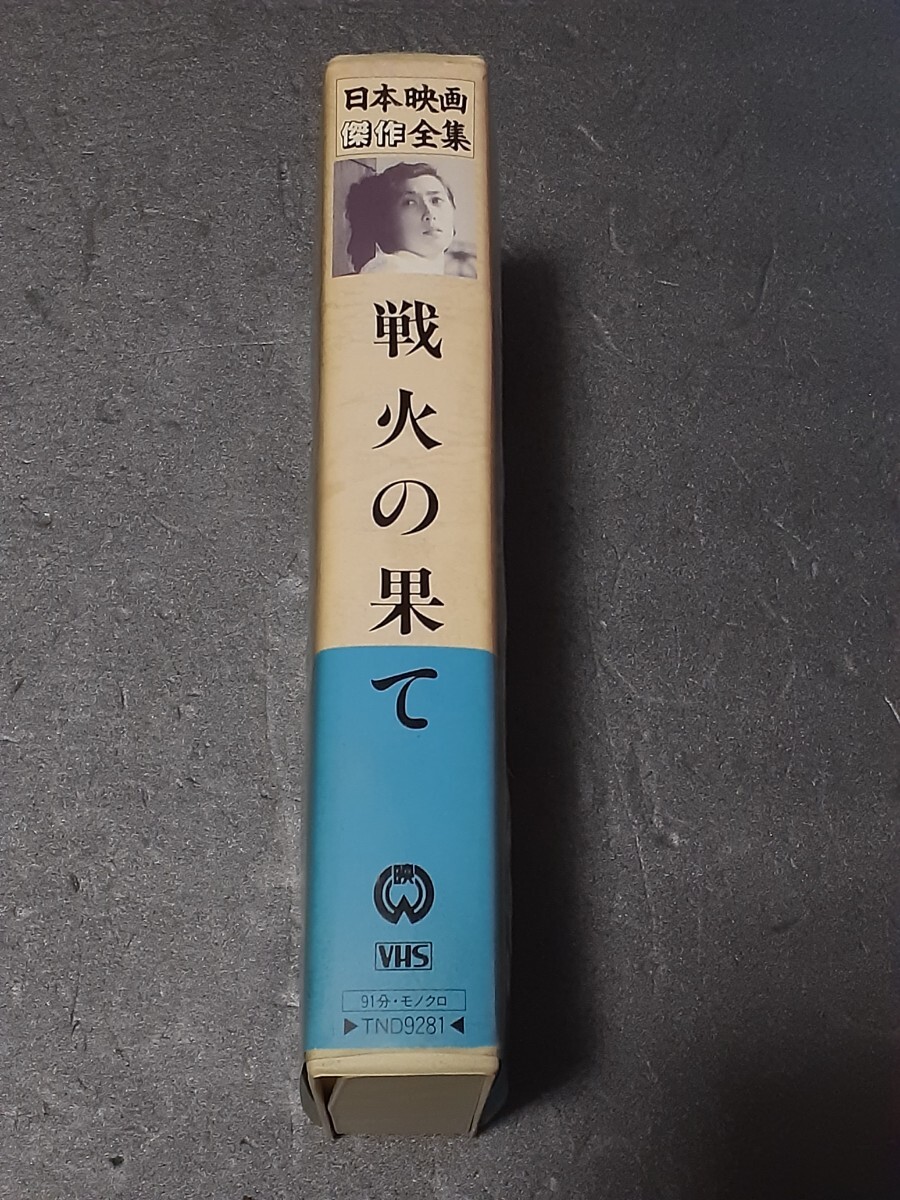 日本映画
傑作全集
戦火の果て
映
VHS
91分・モノクロ
▶TND9281◀